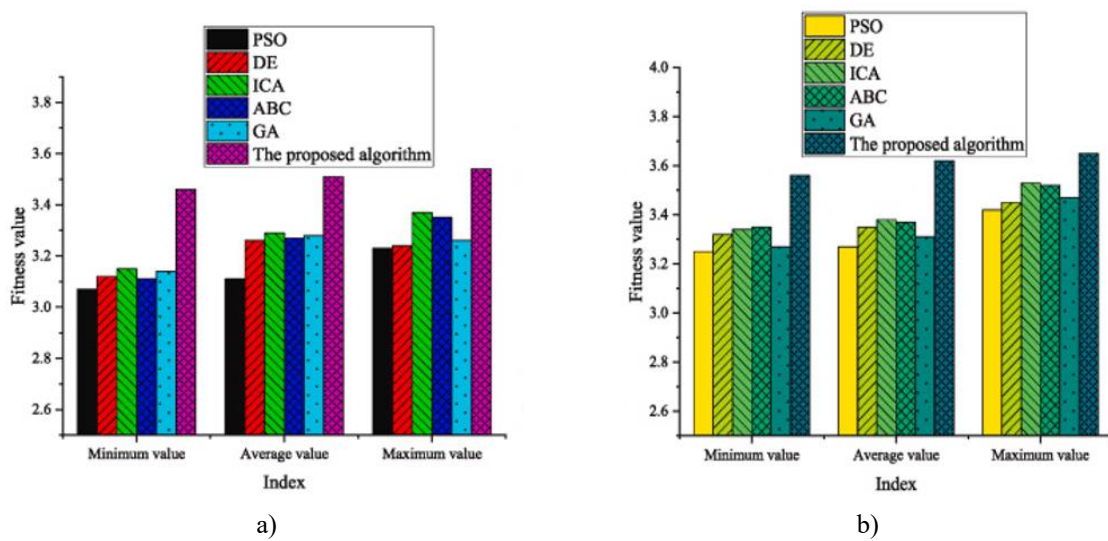 PSO
DE
ICA
ABC
GA
The proposed algorithm
3.8
3.6
3.4
3.2
3.0
2.8
2.6
Fitness value
Minimum value
Average value
Maximum value
Index
a)
PSO
DE
ICA
ABC
GA
The proposed algorithm
4.0
3.8
3.6
3.4
3.2
3.0
2.8
2.6
Fitness value
Minimum value
Average value
Maximum value
Index
b)